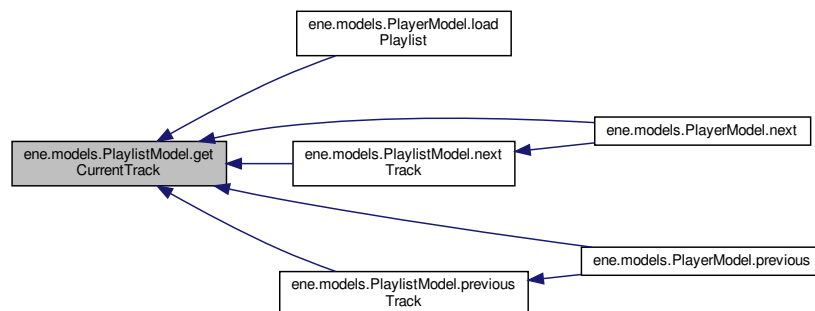 ene.models.PlayerModel.load
Playlist
ene.models.PlayerModel.next
ene.models.PlaylistModel.get
CurrentTrack
ene.models.PlaylistModel.next
Track
ene.models.PlayerModel.previous
ene.models.PlaylistModel.previous
Track